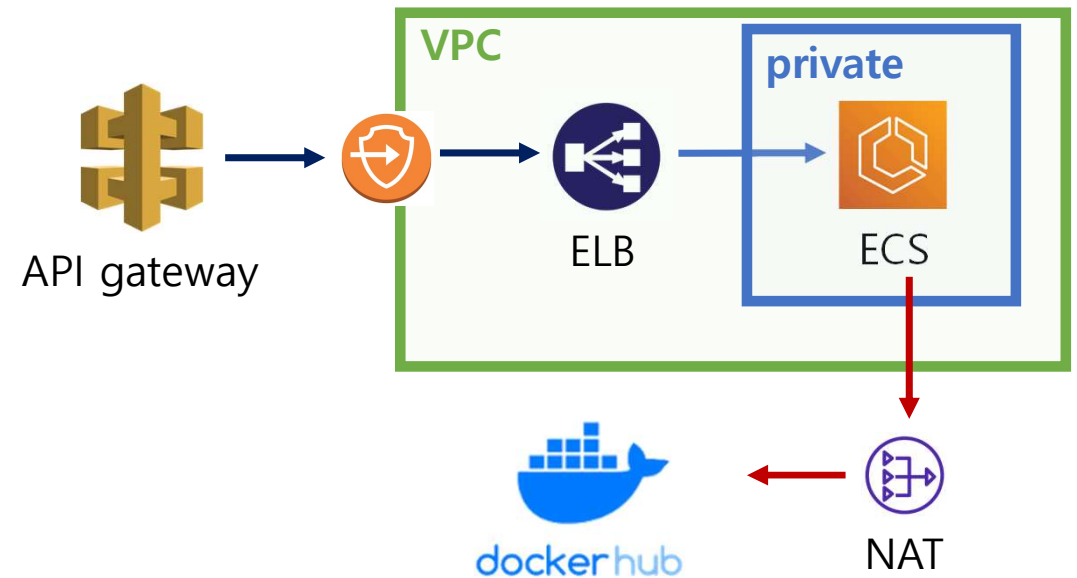 VPC
private
API gateway
ELB
ECS
dockerhub
NAT